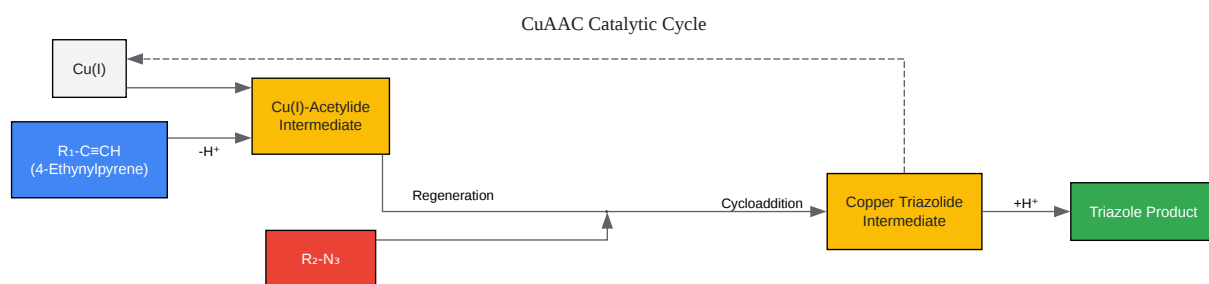 CuAAC Catalytic Cycle
Cu(I)
Cu(I)-Acetylide
Intermediate
R₁-C≡CH
(4-Ethynylpyrene)
-H⁺
Regeneration
Cycloaddition
Copper Triazolide
Intermediate
+H⁺
Triazole Product
R₂-N₃